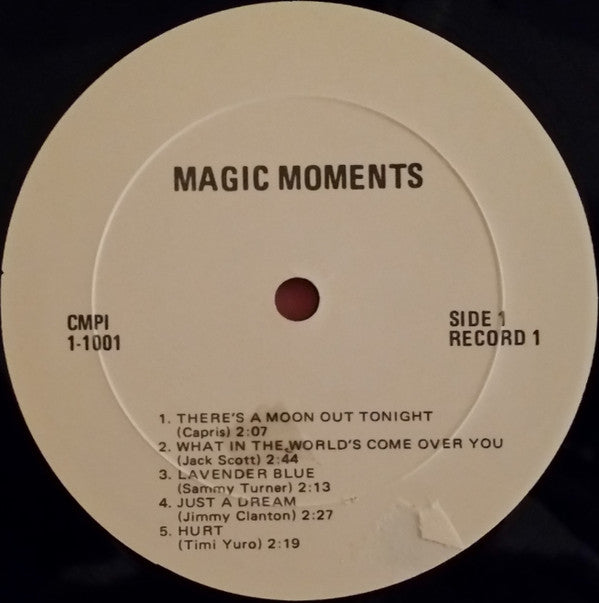 MAGIC MOMENTS
CMPI
1-1001
SIDE 1
RECORD 1
1. THERE'S A MOON OUT TONIGHT
(Capris) 2:07
2. WHAT IN THE WORLD'S COME OVER YOU
(Jack Scott) 2:44
3. LAVENDER BLUE
(Sammy Turner) 2:13
4. JUST A DREAM
(Jimmy Clanton) 2:27
5. HURT
(Timi Yuro) 2:19